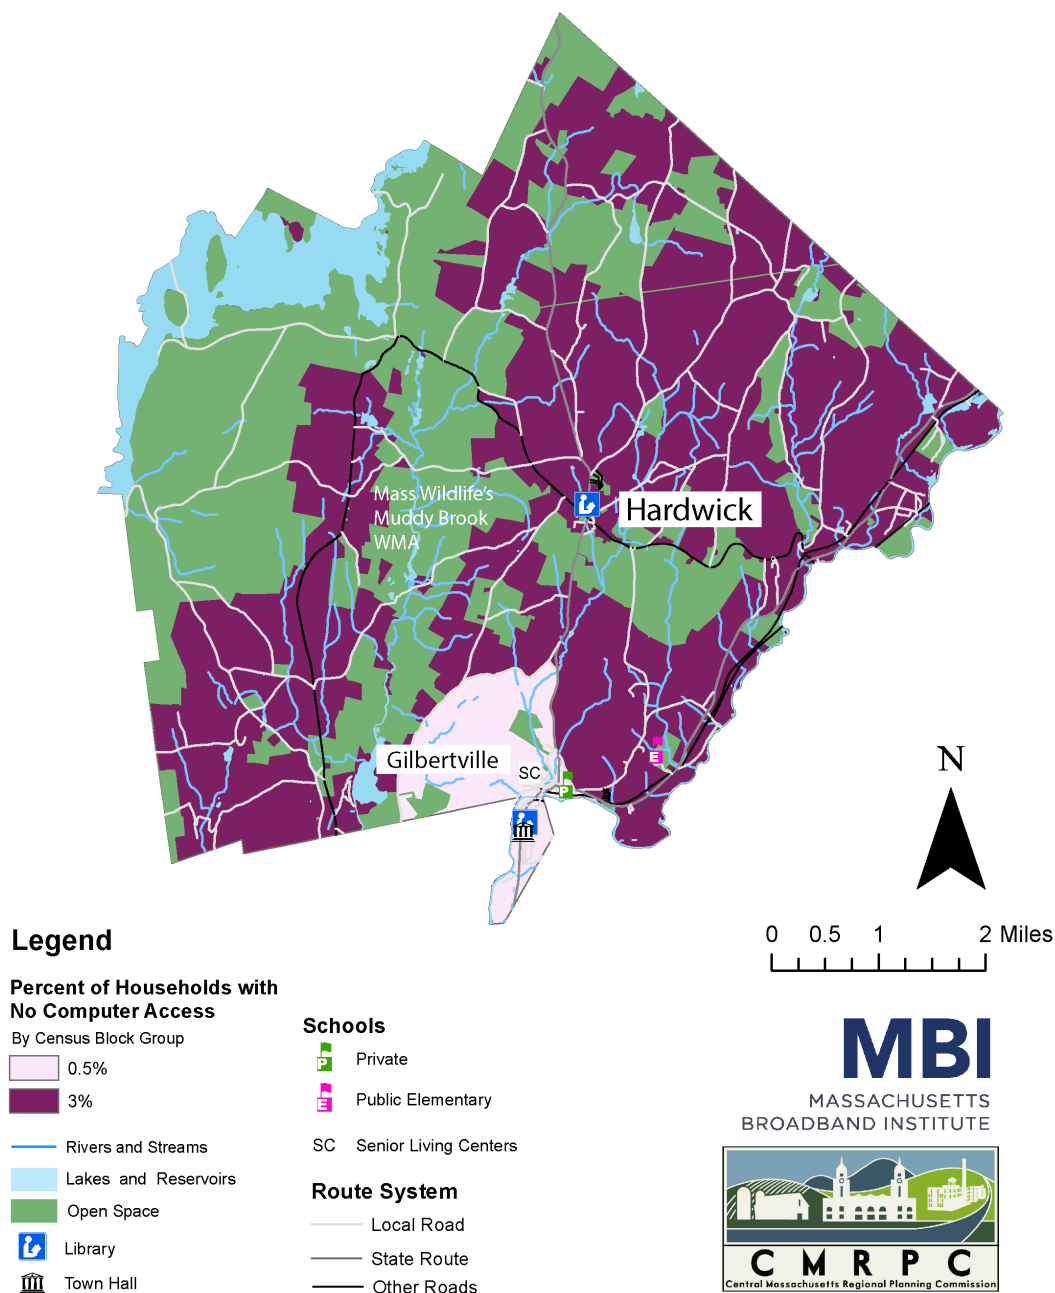 Mass Wildlife's
Muddy Brook
WMA
Hardwick
Gilbertville
SC
P
E
N
0 0.5 1 2 Miles
Legend
Percent of Households with
No Computer Access
By Census Block Group
0.5%
3%
Rivers and Streams
Lakes and Reservoirs
Open Space
Library
Town Hall
Schools
P Private
E Public Elementary
SC Senior Living Centers
Route System
Local Road
State Route
Other Roads
MBI
MASSACHUSETTS
BROADBAND INSTITUTE
CMRPC
Central Massachusetts Regional Planning Commission